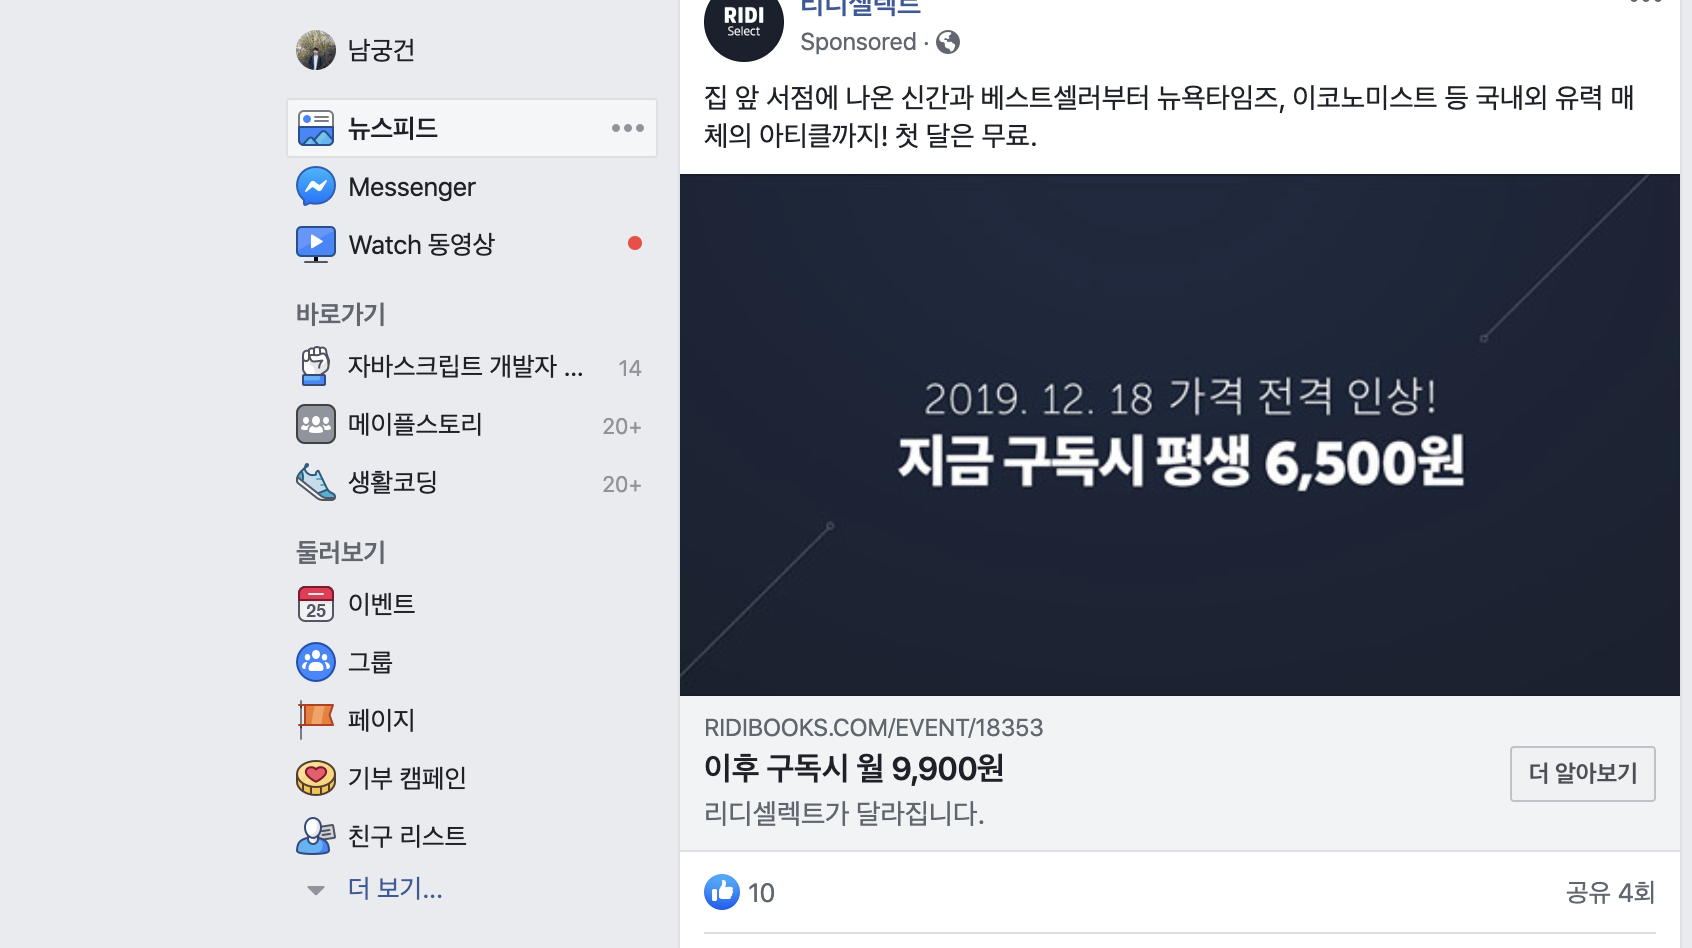 남궁건
뉴스피드
Messenger
Watch 동영상
바로가기
자바스크립트 개발자 ... 14
메이플스토리 20+
생활코딩 20+
둘러보기
25 이벤트
그룹
페이지
기부 캠페인
친구 리스트
더 보기...
RIDI
Select
리디셀렉트
Sponsored ·
집 앞 서점에 나온 신간과 베스트셀러부터 뉴욕타임즈, 이코노미스트 등 국내외 유력 매
체의 아티클까지! 첫 달은 무료.
2019. 12. 18 가격 전격 인상!
지금 구독시 평생 6,500원
RIDIBOOKS.COM/EVENT/18353
이후 구독시 월 9,900원
리디셀렉트가 달라집니다.
더 알아보기
10
공유 4회